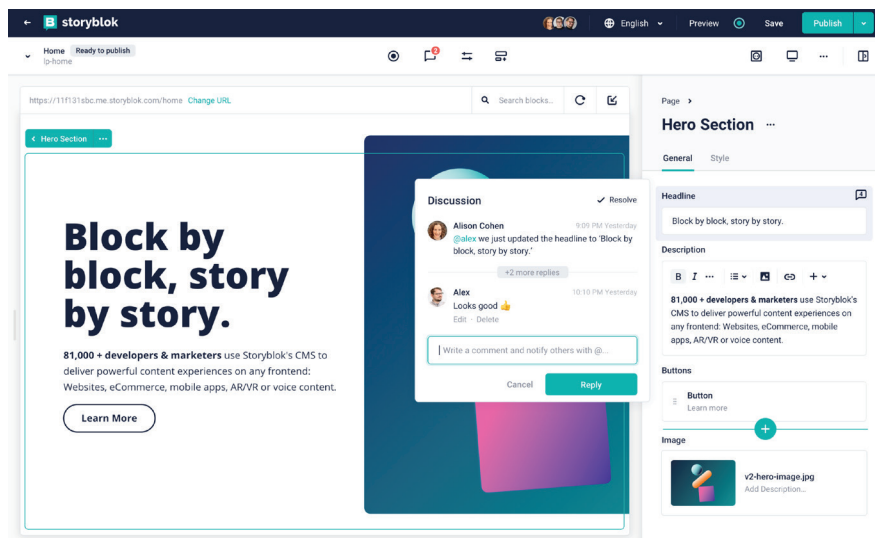 storyblok
English
Preview
Save
Publish
Home
Ready to publish
lp-home
2
https://11f131sbc.me.storyblok.com/home Change URL
Search blocks..
Page
Hero Section
Hero Section
General
Style
Block by
block, story
by story.
81,000 + developers & marketers use Storyblok's CMS to
deliver powerful content experiences on any frontend:
Websites, eCommerce, mobile apps, AR/VR or voice content.
Learn More
Discussion
Resolve
Alison Cohen
9:09 PM Yesterday
@alex we just updated the headline to 'Block by
block, story by story.'
+2 more replies
Alex
10:10 PM Yesterday
Looks good 👍
Edit · Delete
Write a comment and notify others with @...
Cancel
Reply
Headline
4
Block by block, story by story.
Description
B I
81,000 + developers & marketers use Storyblok's
CMS to deliver powerful content experiences on
any frontend: Websites, eCommerce, mobile
apps, AR/VR or voice content.
Buttons
Button
Learn more
Image
v2-hero-image.jpg
Add Description...